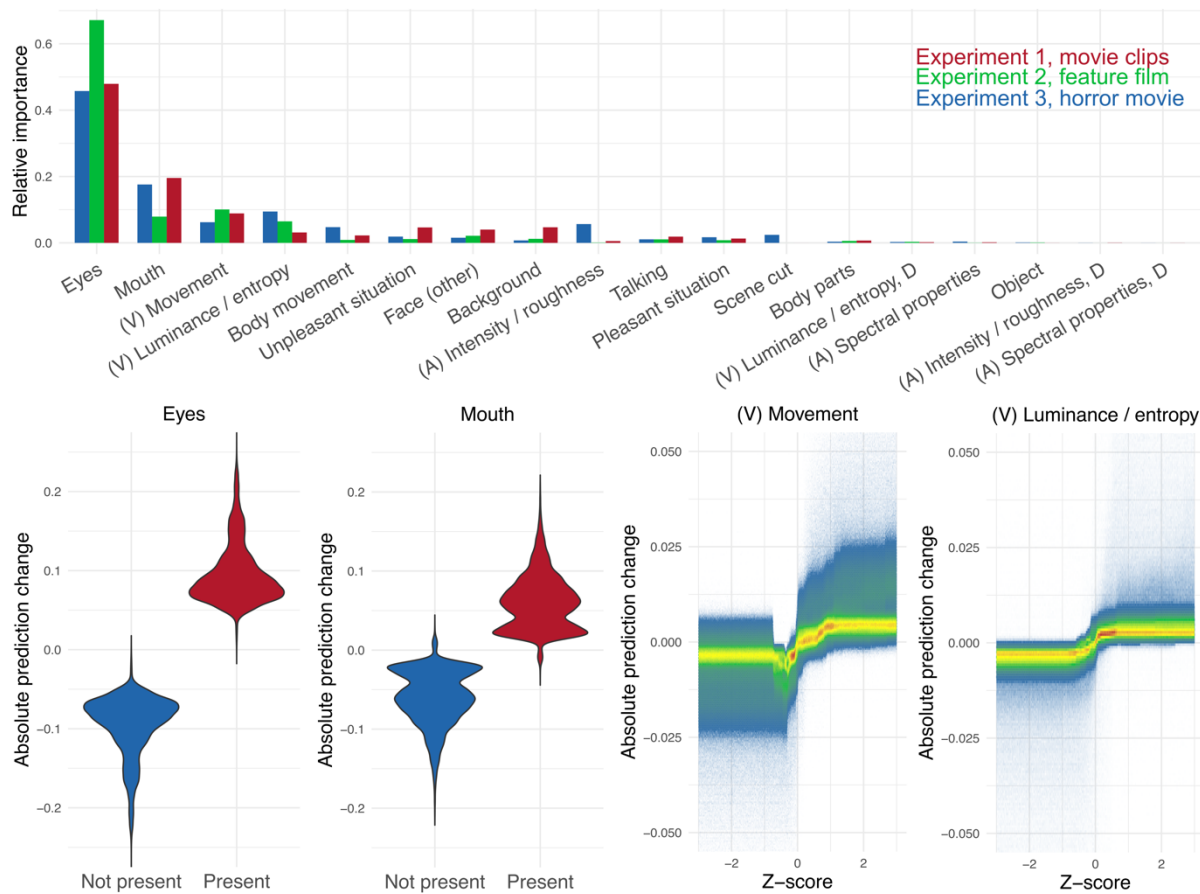 Relative importance
0.6
0.4
0.2
0.0
Experiment 1, movie clips
Experiment 2, feature film
Experiment 3, horror movie
Eyes
Mouth
(V) Movement
(V) Luminance / entropy
Body movement
Unpleasant situation
Face (other)
Background
(A) Intensity / roughness
Talking
Pleasant situation
Scene cut
Body parts
(V) Luminance / entropy, D
(A) Spectral properties
Object
(A) Intensity / roughness, D
(A) Spectral properties, D
Eyes
Absolute prediction change
0.2
0.1
0.0
−0.1
−0.2
Not present
Present
Mouth
Absolute prediction change
0.2
0.1
0.0
−0.1
−0.2
Not present
Present
(V) Movement
Absolute prediction change
0.050
0.025
0.000
−0.025
−0.050
−2
0
2
Z−score
(V) Luminance / entropy
Absolute prediction change
0.050
0.025
0.000
−0.025
−0.050
−2
0
2
Z−score